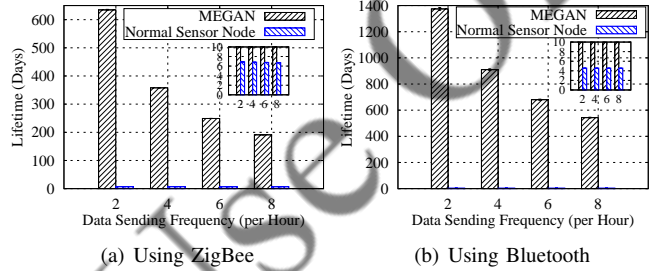 MEGAN
Normal Sensor Node
Lifetime (Days)
600
500
400
300
200
100
0
10
8
6
4
2
0
2 4 6 8
2 4 6 8
Data Sending Frequency (per Hour)
(a) Using ZigBee
MEGAN
Normal Sensor Node
Lifetime (Days)
1400
1200
1000
800
600
400
200
0
10
8
6
4
2
0
2 4 6 8
2 4 6 8
Data Sending Frequency (per Hour)
(b) Using Bluetooth